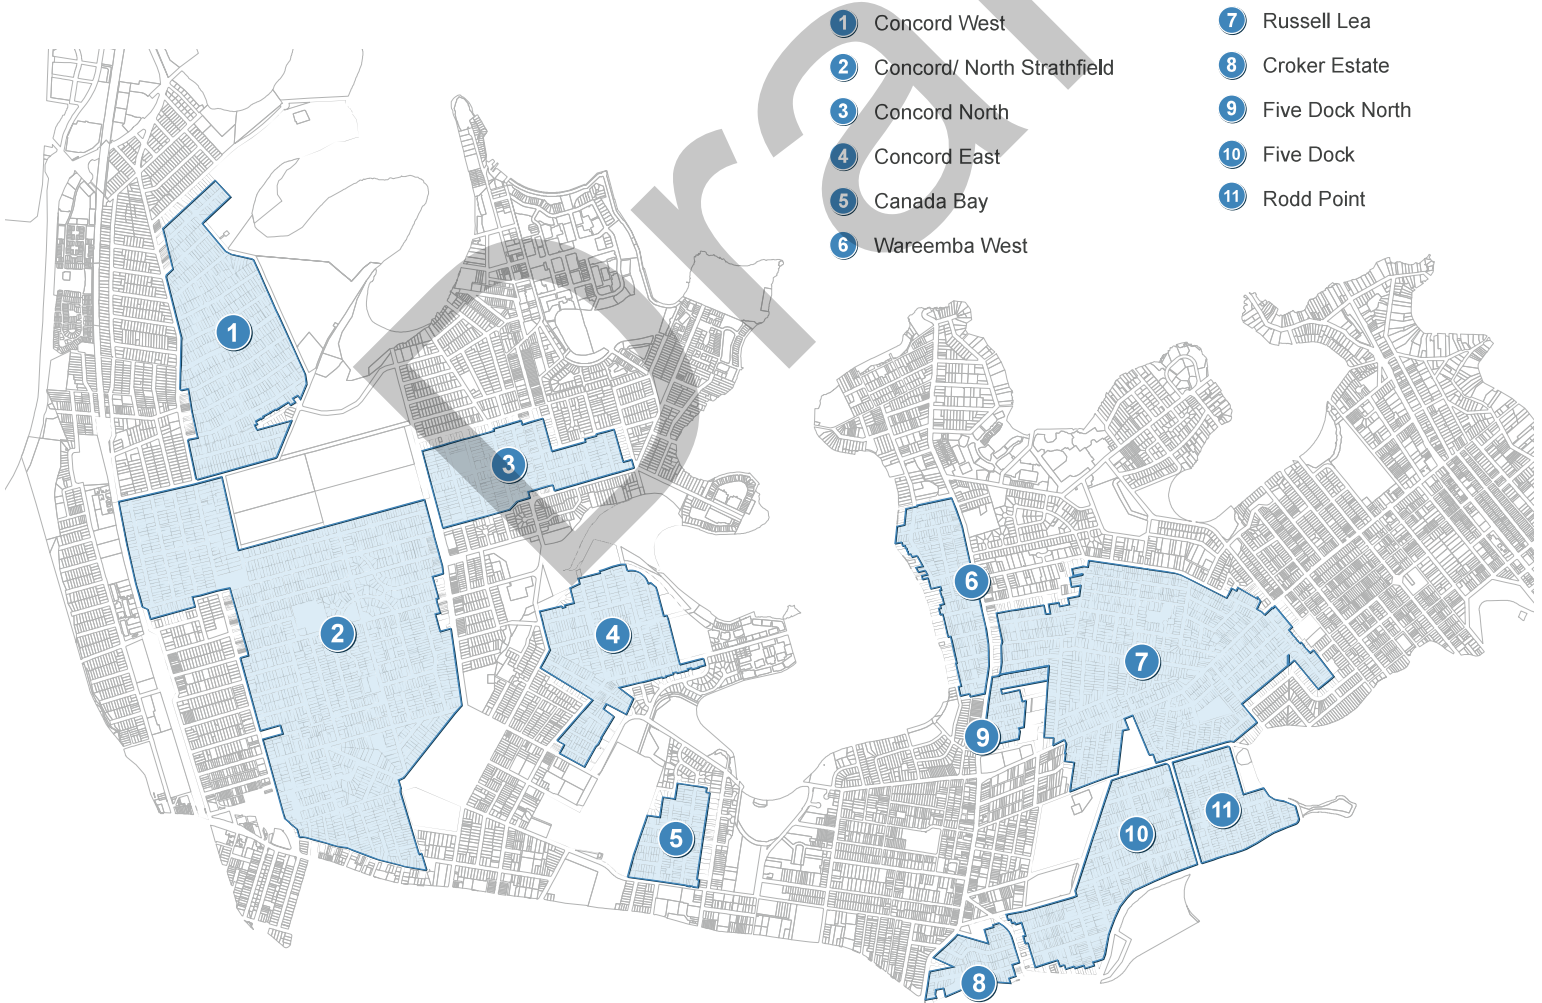 1 Concord West
2 Concord/ North Strathfield
3 Concord North
4 Concord East
5 Canada Bay
6 Wareemba West
7 Russell Lea
8 Croker Estate
9 Five Dock North
10 Five Dock
11 Rodd Point
Dra
1
2
3
4
5
6
7
8
9
10
11